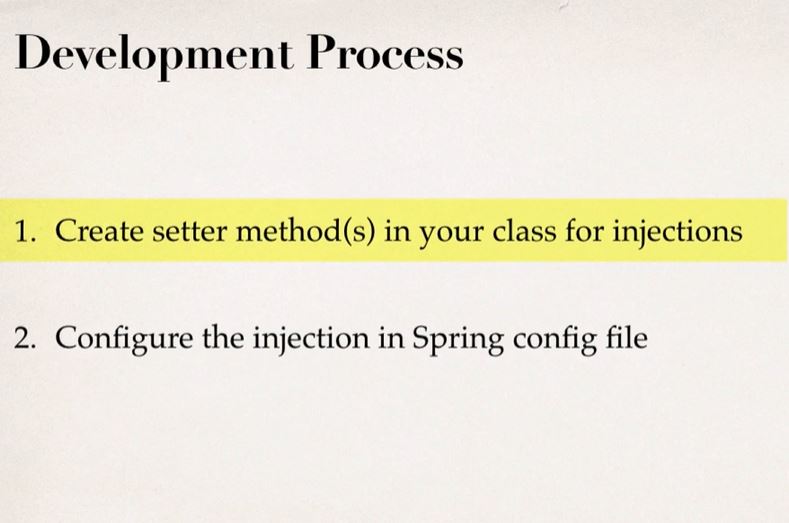 Development Process
1. Create setter method(s) in your class for injections
2. Configure the injection in Spring config file